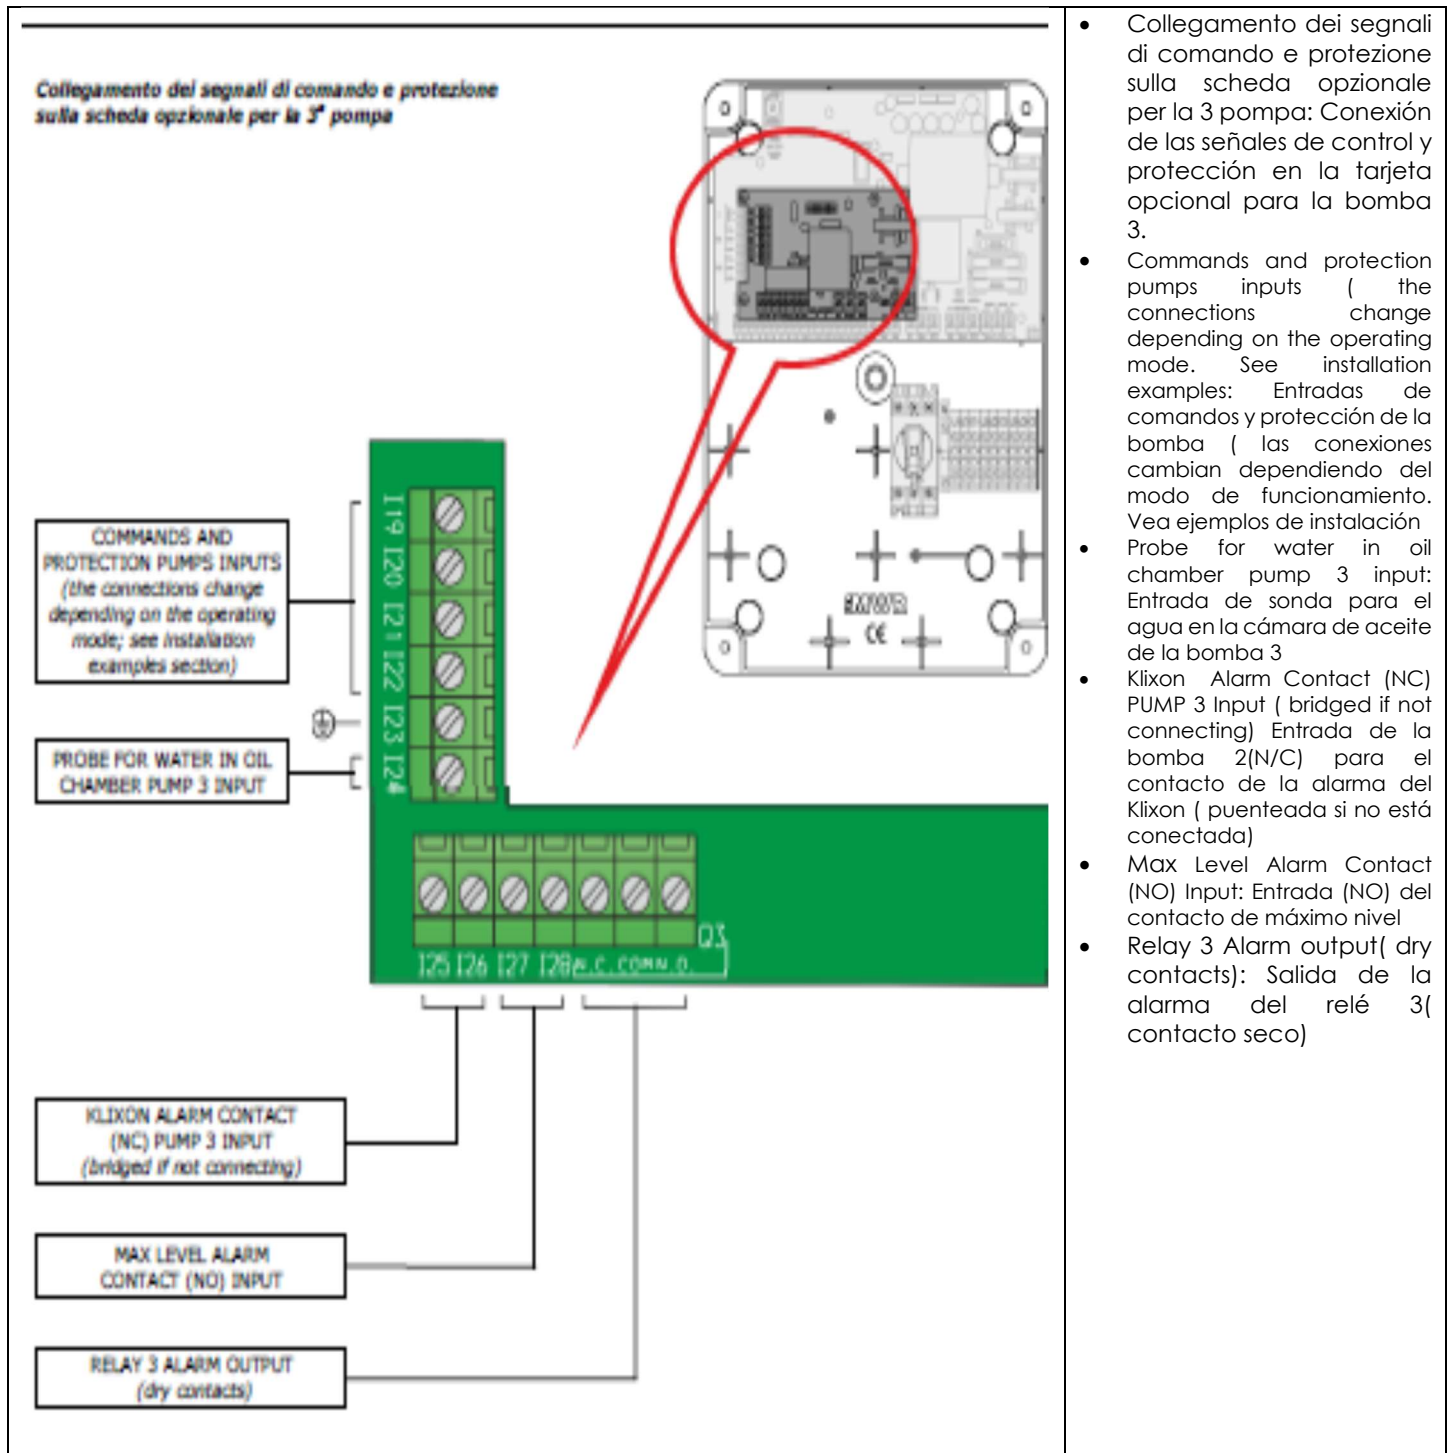 Collegamento dei segnali di comando e protezione
sulla scheda opzionale per la 3ª pompa
COMMANDS AND
PROTECTION PUMPS INPUTS
(the connections change
depending on the operating
mode; see installation
examples section)
PROBE FOR WATER IN OIL
CHAMBER PUMP 3 INPUT
I19 I20 I21 I22 I23 I24
Q3
I25 I26 I27 I28 N.C. COM N.O.
CE
KLIXON ALARM CONTACT
(NC) PUMP 3 INPUT
(bridged if not connecting)
MAX LEVEL ALARM
CONTACT (NO) INPUT
RELAY 3 ALARM OUTPUT
(dry contacts)
• Collegamento dei segnali
di comando e protezione
sulla scheda opzionale
per la 3 pompa: Conexión
de las señales de control y
protección en la tarjeta
opcional para la bomba
3.
• Commands and protection
pumps inputs ( the
connections change
depending on the operating
mode. See installation
examples: Entradas de
comandos y protección de la
bomba ( las conexiones
cambian dependiendo del
modo de funcionamiento.
Vea ejemplos de instalación
• Probe for water in oil
chamber pump 3 input:
Entrada de sonda para el
agua en la cámara de aceite
de la bomba 3
• Klixon Alarm Contact (NC)
PUMP 3 Input ( bridged if not
connecting) Entrada de la
bomba 2(N/C) para el
contacto de la alarma del
Klixon ( puenteada si no está
conectada)
• Max Level Alarm Contact
(NO) Input: Entrada (NO) del
contacto de máximo nivel
• Relay 3 Alarm output( dry
contacts): Salida de la
alarma del relé 3(
contacto seco)